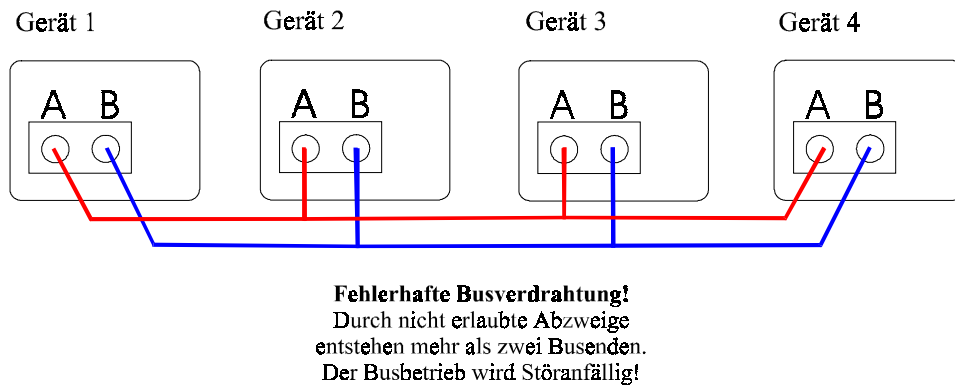 Gerät 1 Gerät 2 Gerät 3 Gerät 4
A B A B A B A B
Fehlerhafte Busverdrahtung!
Durch nicht erlaubte Abzweige
entstehen mehr als zwei Busenden.
Der Busbetrieb wird Störanfällig!